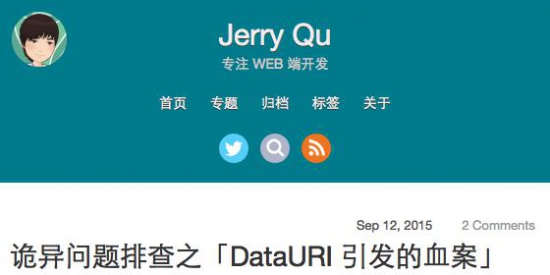 Jerry Qu
专注 WEB 端开发
首页 专题 归档 标签 关于
Sep 12, 2015 2 Comments
诡异问题排查之「DataURI 引发的血案」